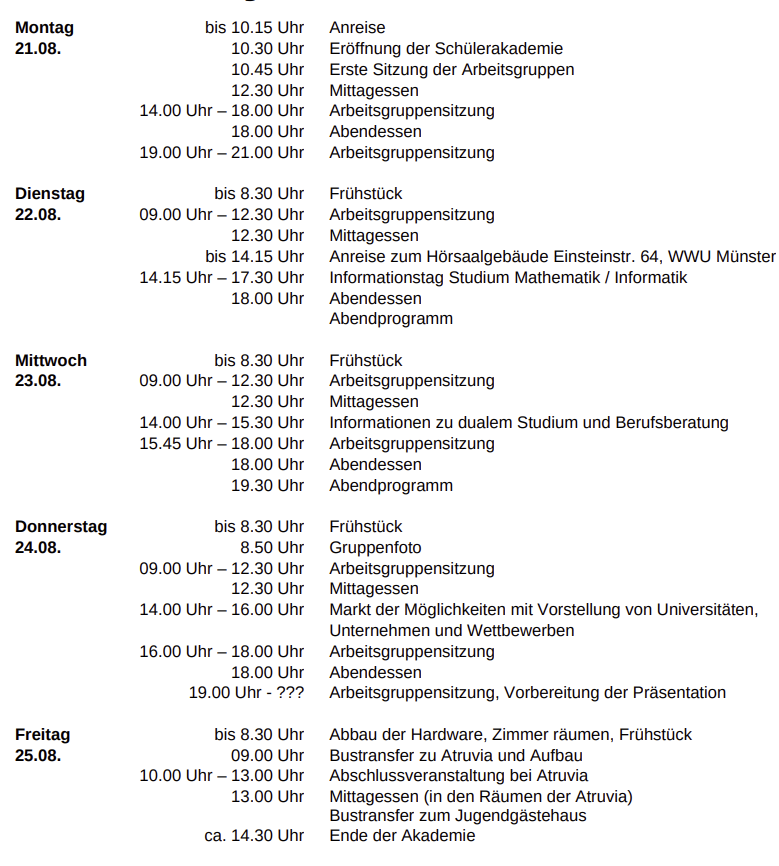 Montag bis 10.15 Uhr Anreise
21.08. 10.30 Uhr Eröffnung der Schülerakademie
10.45 Uhr Erste Sitzung der Arbeitsgruppen
12.30 Uhr Mittagessen
14.00 Uhr – 18.00 Uhr Arbeitsgruppensitzung
18.00 Uhr Abendessen
19.00 Uhr – 21.00 Uhr Arbeitsgruppensitzung
Dienstag bis 8.30 Uhr Frühstück
22.08. 09.00 Uhr – 12.30 Uhr Arbeitsgruppensitzung
12.30 Uhr Mittagessen
bis 14.15 Uhr Anreise zum Hörsaalgebäude Einsteinstr. 64, WWU Münster
14.15 Uhr – 17.30 Uhr Informationstag Studium Mathematik / Informatik
18.00 Uhr Abendessen
Abendprogramm
Mittwoch bis 8.30 Uhr Frühstück
23.08. 09.00 Uhr – 12.30 Uhr Arbeitsgruppensitzung
12.30 Uhr Mittagessen
14.00 Uhr – 15.30 Uhr Informationen zu dualem Studium und Berufsberatung
15.45 Uhr – 18.00 Uhr Arbeitsgruppensitzung
18.00 Uhr Abendessen
19.30 Uhr Abendprogramm
Donnerstag bis 8.30 Uhr Frühstück
24.08. 8.50 Uhr Gruppenfoto
09.00 Uhr – 12.30 Uhr Arbeitsgruppensitzung
12.30 Uhr Mittagessen
14.00 Uhr – 16.00 Uhr Markt der Möglichkeiten mit Vorstellung von Universitäten,
Unternehmen und Wettbewerben
16.00 Uhr – 18.00 Uhr Arbeitsgruppensitzung
18.00 Uhr Abendessen
19.00 Uhr - ??? Arbeitsgruppensitzung, Vorbereitung der Präsentation
Freitag bis 8.30 Uhr Abbau der Hardware, Zimmer räumen, Frühstück
25.08. 09.00 Uhr Bustransfer zu Atruvia und Aufbau
10.00 Uhr – 13.00 Uhr Abschlussveranstaltung bei Atruvia
13.00 Uhr Mittagessen (in den Räumen der Atruvia)
Bustransfer zum Jugendgästehaus
ca. 14.30 Uhr Ende der Akademie